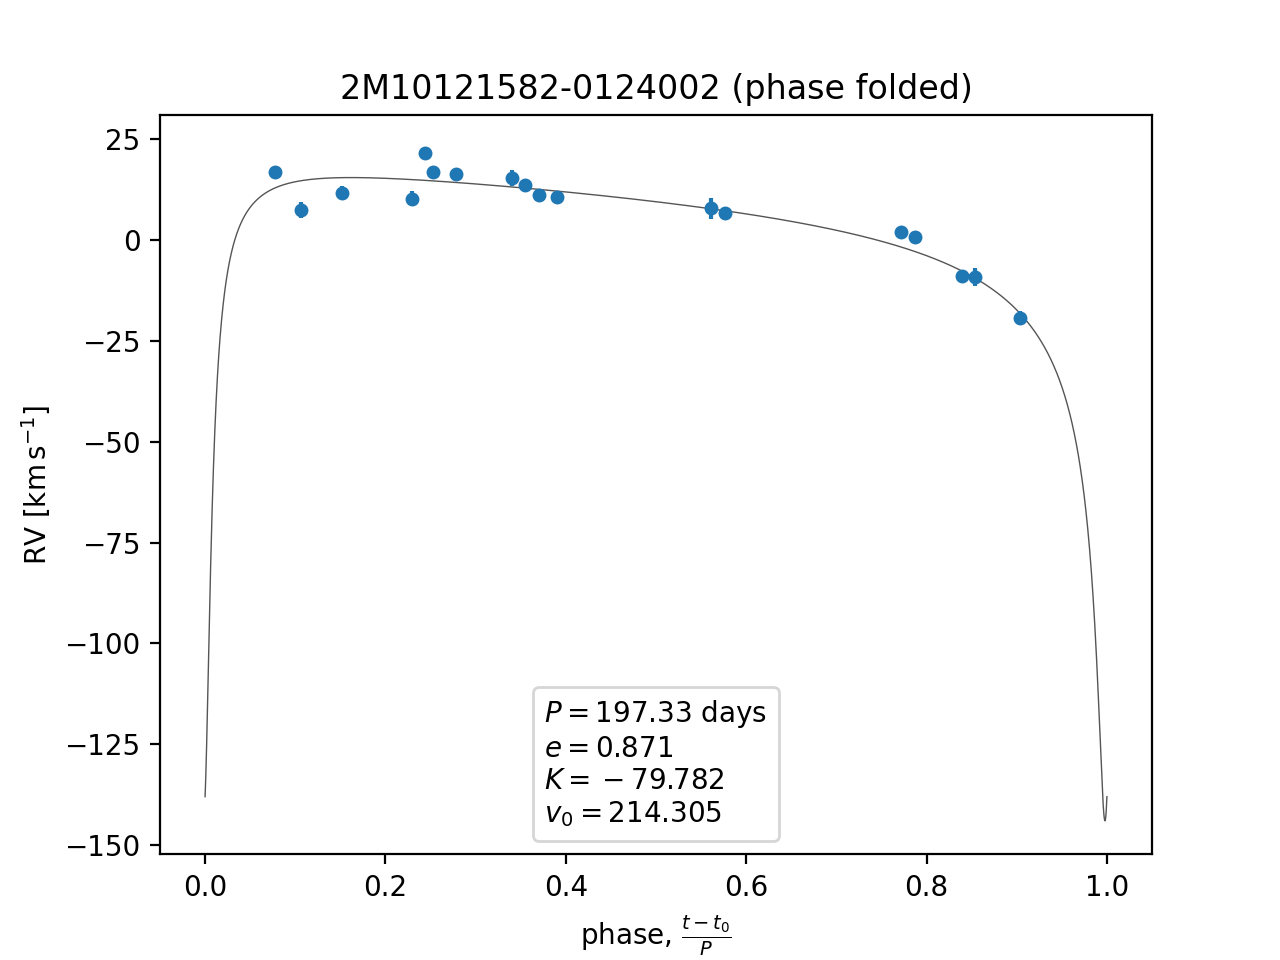 2M10121582-0124002 (phase folded)
25
0
−25
−50
−75
−100
−125
−150
RV [km s⁻¹]
P = 197.33 days
e = 0.871
K = − 79.782
v₀ = 214.305
0.0 0.2 0.4 0.6 0.8 1.0
phase, (t − t₀)/P